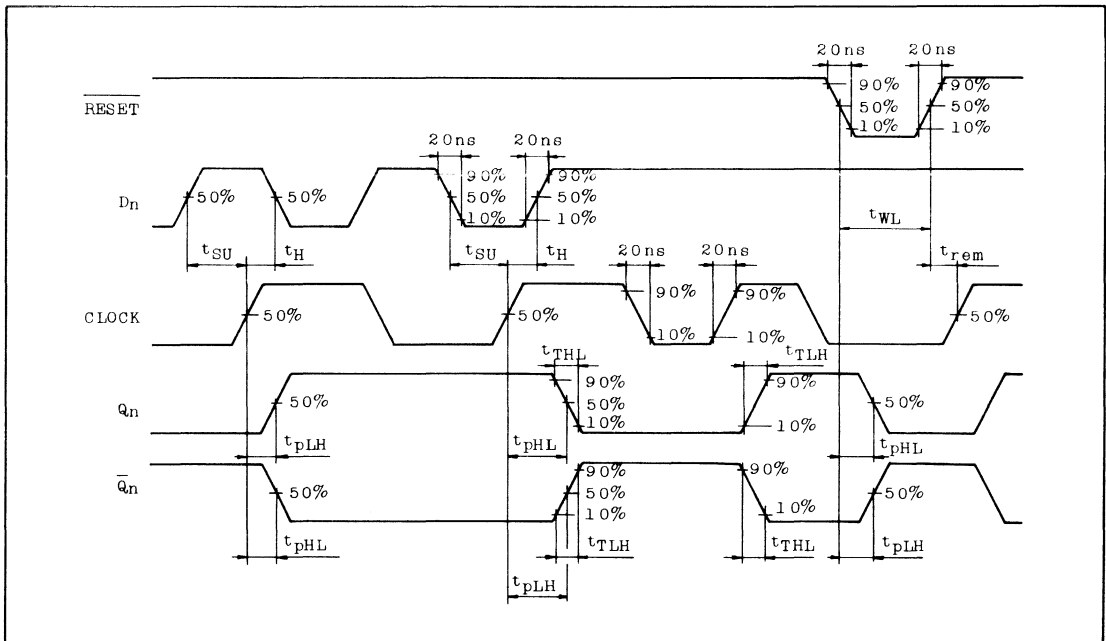 20ns 20ns
RESET
90% 90%
50% 50%
10% 10%
20ns 20ns
Dn
50% 50% 90% 90%
50% 50%
10% 10%
tSU tH tSU tH
tWL
trem
20ns 20ns
CLOCK
50% 50% 90% 90% 50%
10% 10%
tTHL tTLH
Qn
50% 90% 90%
50% 50%
10% 10%
tpLH tpHL tpHL
Q̅n
50% 90% 90%
50% 50%
10% 10%
tpHL tTLH tTHL tpLH
tpLH